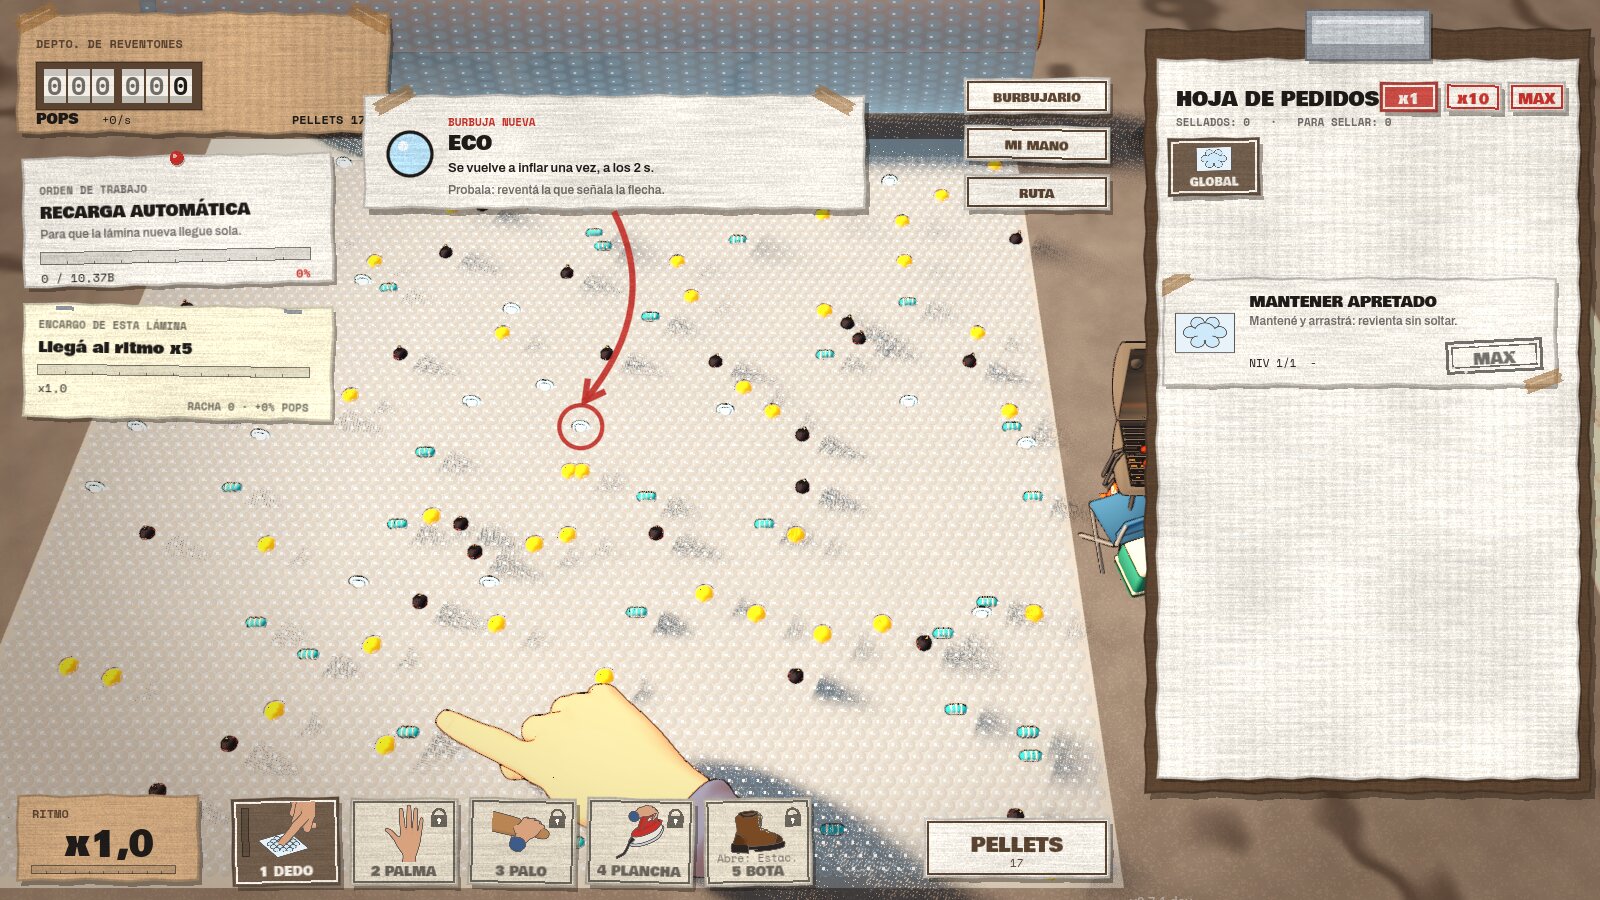 DEPTO. DE REVENTONES
000 000
POPS +0/s PELLETS 17
ORDEN DE TRABAJO
RECARGA AUTOMÁTICA
Para que la lámina nueva llegue sola.
0 / 10.37B 0%
ENCARGO DE ESTA LÁMINA
Llegá al ritmo x5
x1.0
RACHA 0 · +0% POPS
BURBUJA NUEVA
ECO
Se vuelve a inflar una vez, a los 2 s.
Probala: reventá la que señala la flecha.
BURBUJARIO
MI MANO
RUTA
HOJA DE PEDIDOS x1 x10 MAX
SELLADOS: 0 · PARA SELLAR: 0
GLOBAL
MANTENER APRETADO
Mantené y arrastrá: revienta sin soltar.
NIV 1/1 -
MAX
RITMO
x1,0
1 DEDO
2 PALMA
3 PALO
4 PLANCHA
Abre: Estac.
5 BOTA
PELLETS
17